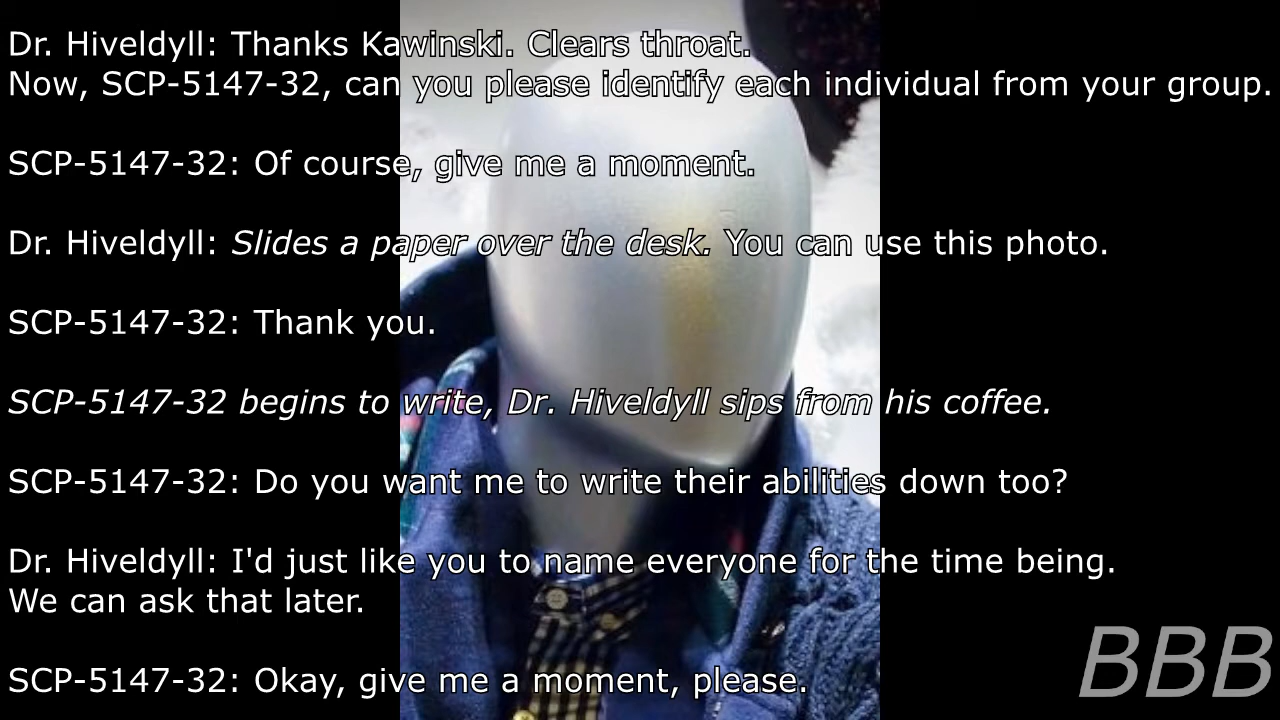 Dr. Hiveldyll: Thanks Kawinski. Clears throat.
Now, SCP-5147-32, can you please identify each individual from your group.
SCP-5147-32: Of course, give me a moment.
Dr. Hiveldyll: Slides a paper over the desk. You can use this photo.
SCP-5147-32: Thank you.
SCP-5147-32 begins to write, Dr. Hiveldyll sips from his coffee.
SCP-5147-32: Do you want me to write their abilities down too?
Dr. Hiveldyll: I'd just like you to name everyone for the time being.
We can ask that later.
SCP-5147-32: Okay, give me a moment, please.
BBB